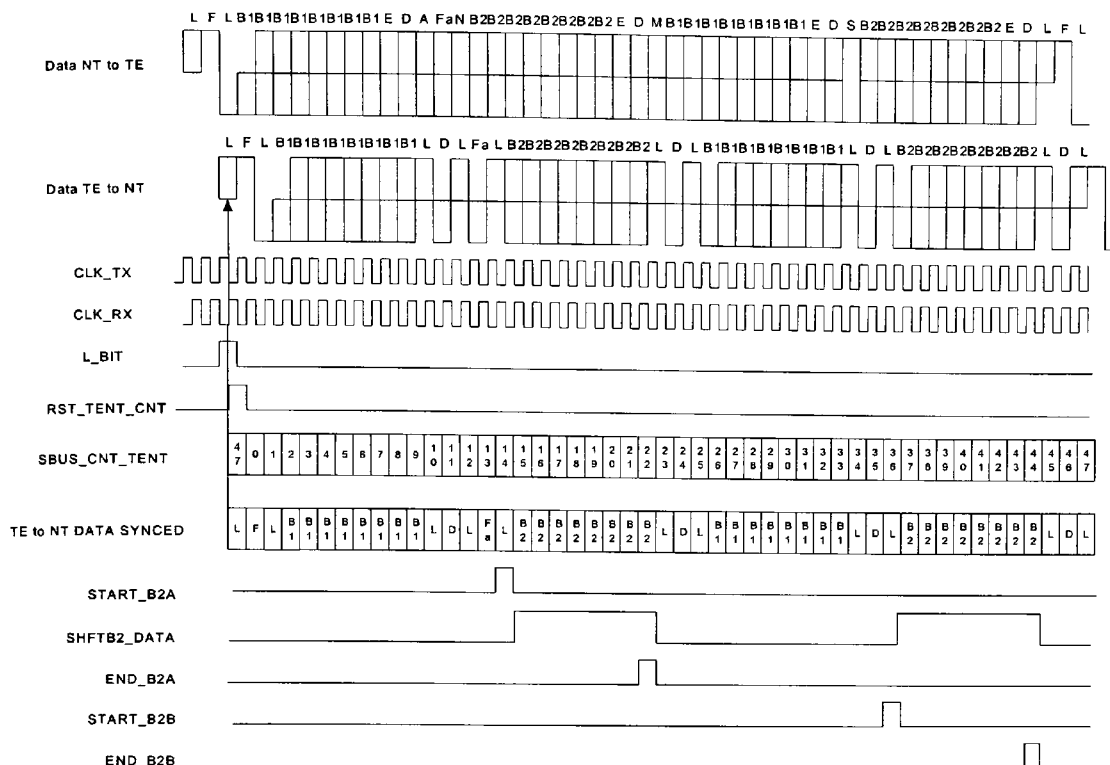 L F L B1B1B1B1B1B1B1B1 E D A FaN B2B2B2B2B2B2B2B2 E D M B1B1B1B1B1B1B1B1 E D S B2B2B2B2B2B2B2B2 E D L F L
Data NT to TE
L F L B1B1B1B1B1B1B1B1 L D L Fa L B2B2B2B2B2B2B2B2 L D L B1B1B1B1B1B1B1B1 L D L B2B2B2B2B2B2B2B2 L D L
Data TE to NT
CLK_TX
CLK_RX
L_BIT
RST_TENT_CNT
SBUS_CNT_TENT 47 0 1 2 3 4 5 6 7 8 9 10 11 12 13 14 15 16 17 18 19 20 21 22 23 24 25 26 27 28 29 30 31 32 33 34 35 36 37 38 39 40 41 42 43 44 45 46 47
TE to NT DATA SYNCED L F L B1 B1 B1 B1 B1 B1 B1 B1 L D L Fa L B2 B2 B2 B2 B2 B2 B2 B2 L D L B1 B1 B1 B1 B1 B1 B1 B1 L D L B2 B2 B2 B2 B2 B2 B2 B2 L D L
START_B2A
SHFTB2_DATA
END_B2A
START_B2B
END_B2B